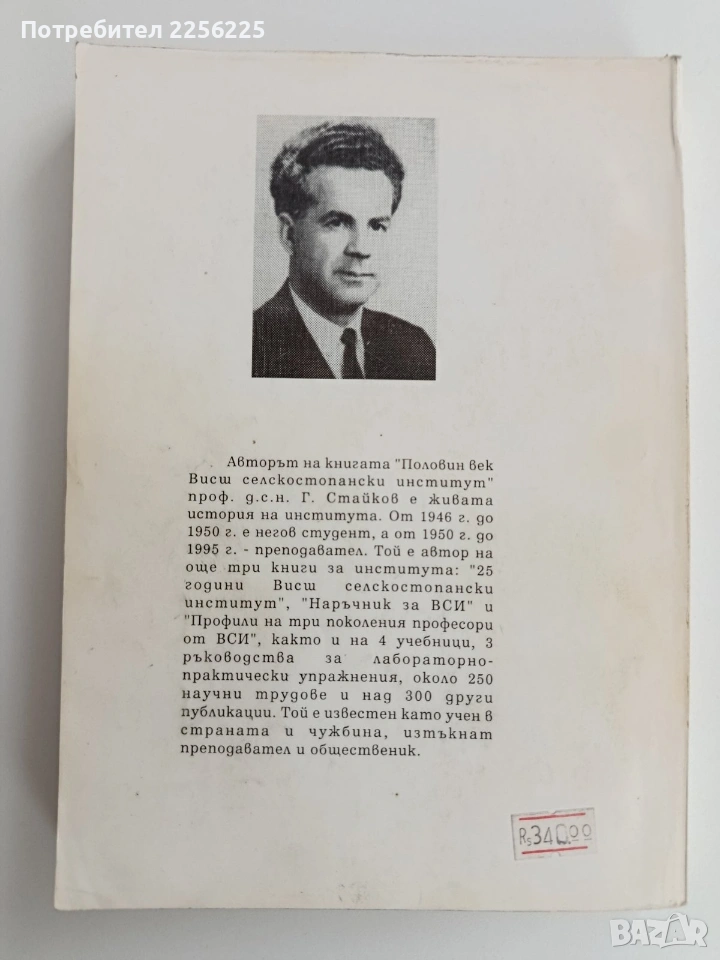 Потребител 2256225
Авторът на книгата "Половин век
Висш селскостопански институт"
проф. д.с.н. Г. Стайков е живата
история на института. От 1946 г. до
1950 г. е негов студент, а от 1950 г. до
1995 г. - преподавател. Той е автор на
още три книги за института: "25
години Висш селскостопански
институт", "Наръчник за ВСИ" и
"Профили на три поколения професори
от ВСИ", както и на 4 учебници, 3
ръководства за лабораторно-
практически упражнения, около 250
научни трудове и над 300 други
публикации. Той е известен като учен в
страната и чужбина, изтъкнат
преподавател и общественик.
Rs340.00
BAZAR